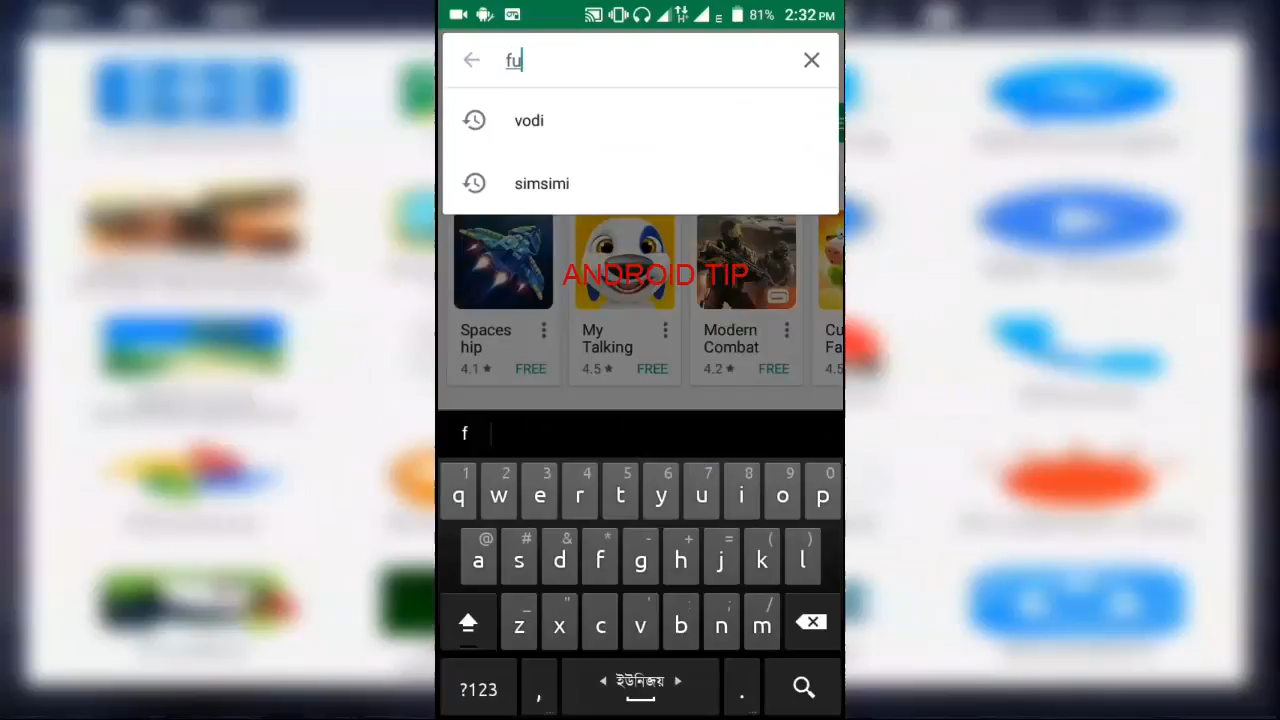 81% 2:32 PM
fu
vodi
simsimi
ANDROID TIP
Spaces
hip
4.1 ★ FREE
My
Talking
4.5 ★ FREE
Modern
Combat
4.2 ★ FREE
Cu
Fa
4.5
f
1 2 3 4 5 6 7 8 9 0
q w e r t y u i o p
@ # & * - + = ( )
a s d f g h j k l
_ " ' : ; /
z x c v b n m
?123 , ◂ ইউনিজয় ▸ .